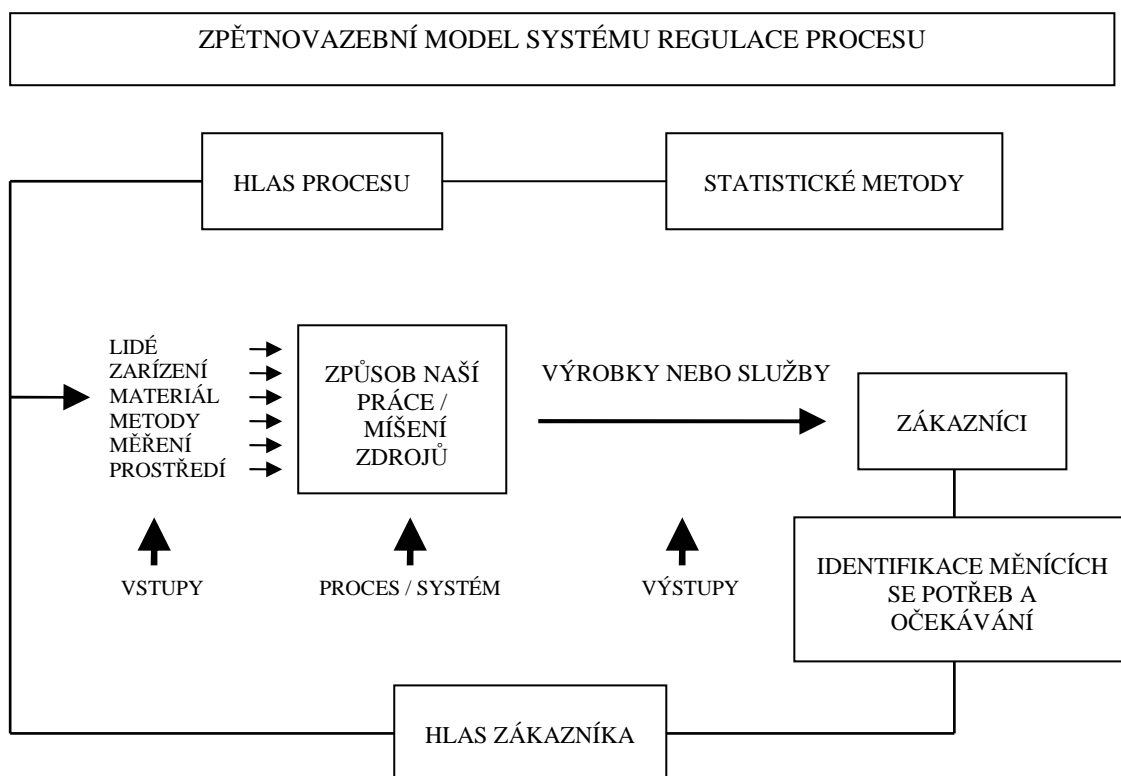 ZPĚTNOVAZEBNÍ MODEL SYSTÉMU REGULACE PROCESU
HLAS PROCESU
STATISTICKÉ METODY
LIDÉ
ZARÍZENÍ
MATERIÁL
METODY
MĚŘENÍ
PROSTŘEDÍ
ZPŮSOB NAŠÍ
PRÁCE /
MÍŠENÍ
ZDROJŮ
VÝROBKY NEBO SLUŽBY
ZÁKAZNÍCI
VSTUPY
PROCES / SYSTÉM
VÝSTUPY
IDENTIFIKACE MĚNÍCÍCH
SE POTŘEB A
OČEKÁVÁNÍ
HLAS ZÁKAZNÍKA